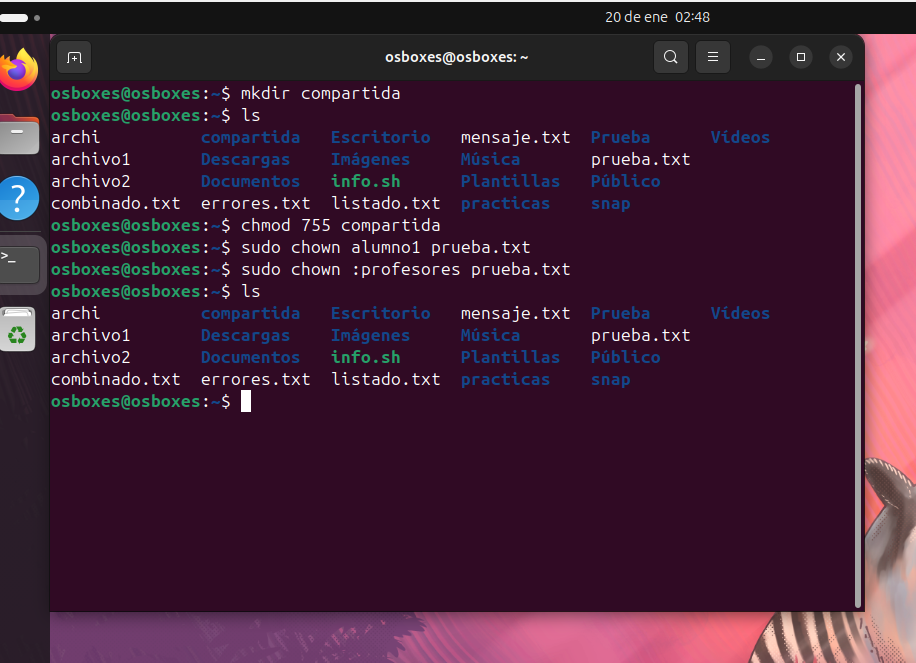 20 de ene 02:48
osboxes@osboxes: ~
osboxes@osboxes:~$ mkdir compartida
osboxes@osboxes:~$ ls
archi compartida Escritorio mensaje.txt Prueba Vídeos
archivo1 Descargas Imágenes Música prueba.txt
archivo2 Documentos info.sh Plantillas Público
combinado.txt errores.txt listado.txt practicas snap
osboxes@osboxes:~$ chmod 755 compartida
osboxes@osboxes:~$ sudo chown alumno1 prueba.txt
osboxes@osboxes:~$ sudo chown :profesores prueba.txt
osboxes@osboxes:~$ ls
archi compartida Escritorio mensaje.txt Prueba Vídeos
archivo1 Descargas Imágenes Música prueba.txt
archivo2 Documentos info.sh Plantillas Público
combinado.txt errores.txt listado.txt practicas snap
osboxes@osboxes:~$